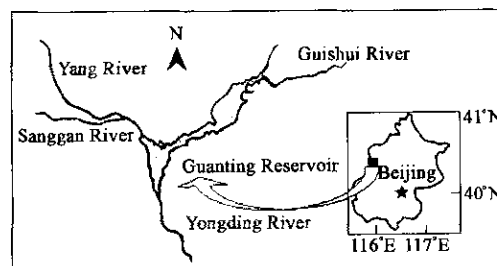 N
Yang River
Guishui River
Sanggan River
Guanting Reservoir
Yongding River
41°N
Beijing
40°N
116°E 117°E